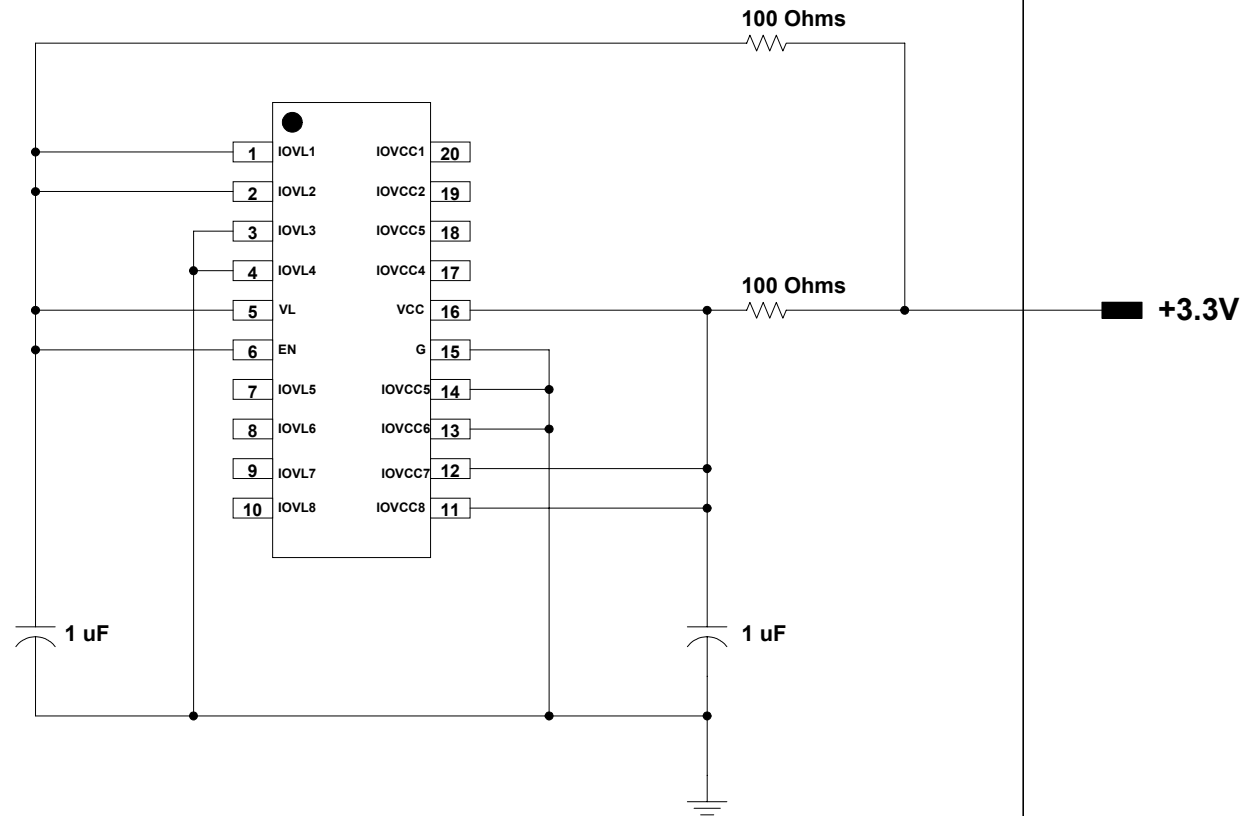 100 Ohms
1 IOVL1 IOVCC1 20
2 IOVL2 IOVCC2 19
3 IOVL3 IOVCC5 18
4 IOVL4 IOVCC4 17
100 Ohms
5 VL VCC 16
+3.3V
6 EN G 15
7 IOVL5 IOVCC5 14
8 IOVL6 IOVCC6 13
9 IOVL7 IOVCC7 12
10 IOVL8 IOVCC8 11
1 uF
1 uF